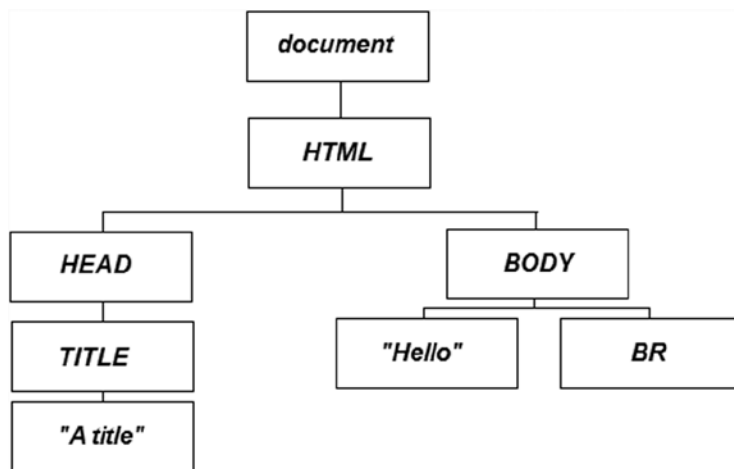 document
HTML
HEAD
BODY
TITLE
"Hello"
BR
"A title"